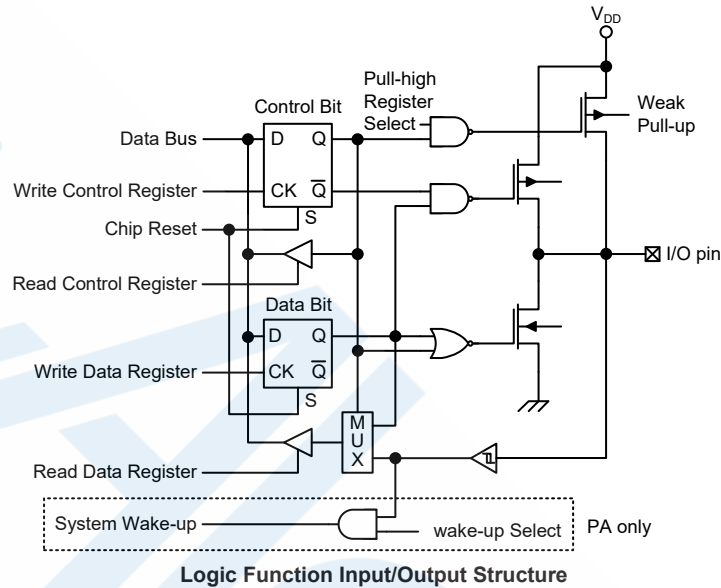 V_DD
Pull-high
Register
Select
Weak
Pull-up
Control Bit
Data Bus
D
Q
Write Control Register
CK
Q̅
S
Chip Reset
I/O pin
Read Control Register
Data Bit
D
Q
Write Data Register
CK
Q̅
S
M
U
X
Read Data Register
System Wake-up
wake-up Select
PA only
Logic Function Input/Output Structure